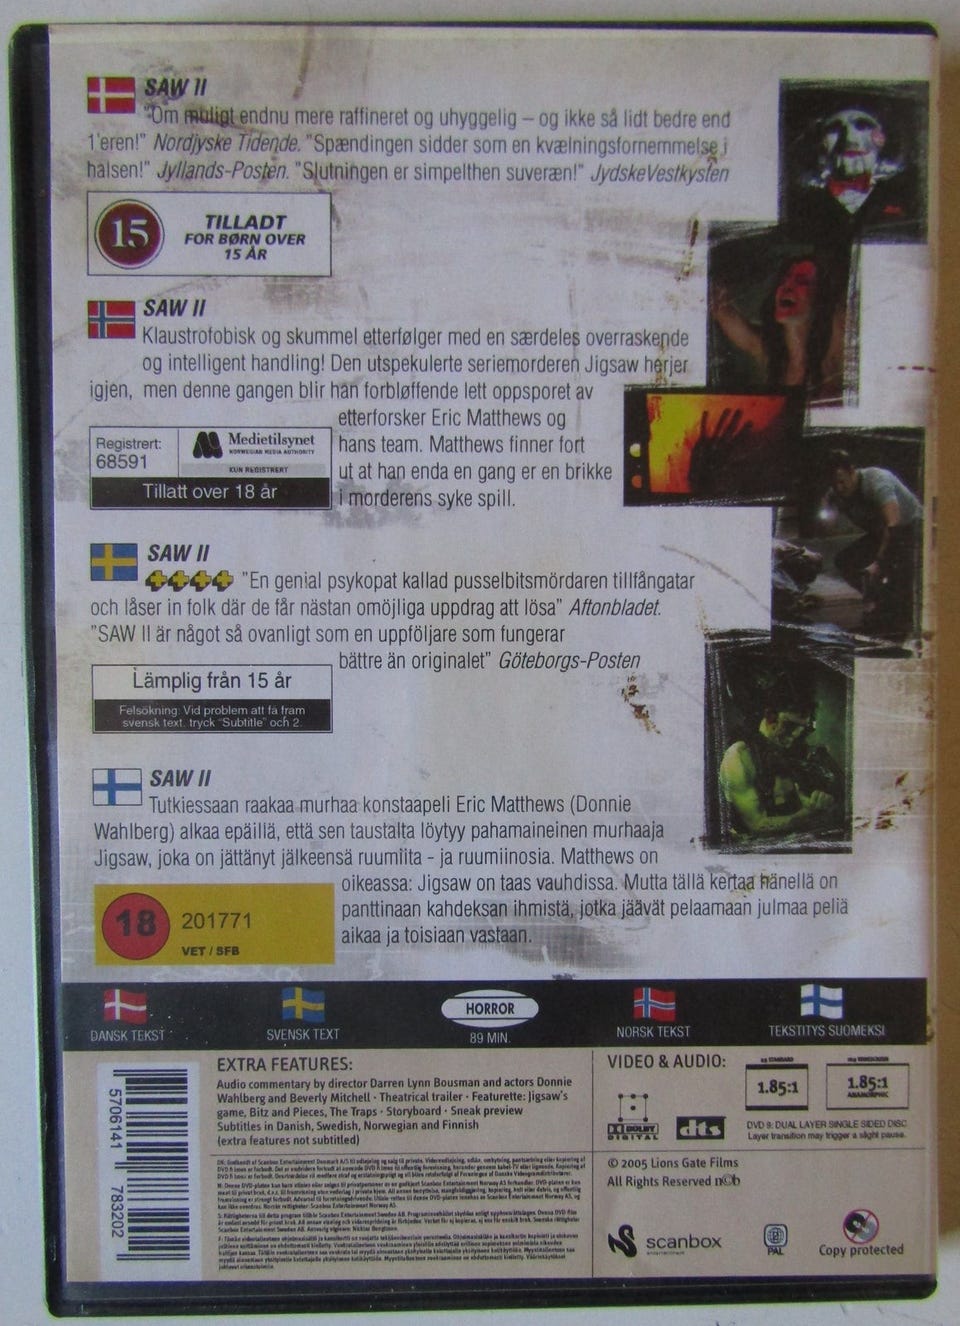 SAW II
"Om muligt endnu mere raffineret og uhyggelig – og ikke så lidt bedre end
1'eren!" Nordjyske Tidende. "Spændingen sidder som en kvælningsfornemmelse i
halsen!" Jyllands-Posten. "Slutningen er simpelthen suveræn!" JydskeVestkysten
15
TILLADT
FOR BØRN OVER
15 ÅR
SAW II
Klaustrofobisk og skummel etterfølger med en særdeles overraskende
og intelligent handling! Den utspekulerte seriemorderen Jigsaw herjer
igjen, men denne gangen blir han forbløffende lett oppsporet av
etterforsker Eric Matthews og
hans team. Matthews finner fort
ut at han enda en gang er en brikke
i morderens syke spill.
Registrert:
68591
Medietilsynet
NORWEGIAN MEDIA AUTHORITY
KUN REGISTRERT
Tillatt over 18 år
SAW II
"En genial psykopat kallad pusselbitsmördaren tillfångatar
och låser in folk där de får nästan omöjliga uppdrag att lösa" Aftonbladet.
"SAW II är något så ovanligt som en uppföljare som fungerar
bättre än originalet" Göteborgs-Posten
Lämplig från 15 år
Felsökning: Vid problem att få fram
svensk text, tryck "Subtitle" och 2.
SAW II
Tutkiessaan raakaa murhaa konstaapeli Eric Matthews (Donnie
Wahlberg) alkaa epäillä, että sen taustalta löytyy pahamaineinen murhaaja
Jigsaw, joka on jättänyt jälkeensä ruumiita - ja ruumiinosia. Matthews on
oikeassa: Jigsaw on taas vauhdissa. Mutta tällä kertaa hänellä on
panttinaan kahdeksan ihmistä, jotka jäävät pelaamaan julmaa peliä
aikaa ja toisiaan vastaan.
18
201771
VET / SFB
DANSK TEKST
SVENSK TEXT
HORROR
89 MIN.
NORSK TEKST
TEKSTITYS SUOMEKSI
EXTRA FEATURES:
Audio commentary by director Darren Lynn Bousman and actors Donnie
Wahlberg and Beverly Mitchell · Theatrical trailer · Featurette: Jigsaw's
game, Bitz and Pieces, The Traps · Storyboard · Sneak preview
Subtitles in Danish, Swedish, Norwegian and Finnish
(extra features not subtitled)
5706141 783202
VIDEO & AUDIO:
DOLBY
DIGITAL
dts
1.85:1
1.85:1
ANAMORPHIC
DVD 9: DUAL LAYER SINGLE SIDED DISC
Layer transition may trigger a slight pause.
© 2005 Lions Gate Films
All Rights Reserved n©b
scanbox
entertainment
PAL
Copy protected